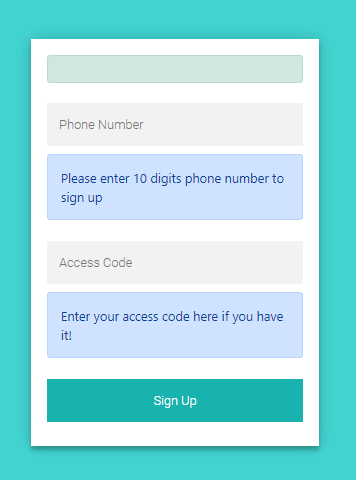 Phone Number
Please enter 10 digits phone number to
sign up
Access Code
Enter your access code here if you have
it!
Sign Up